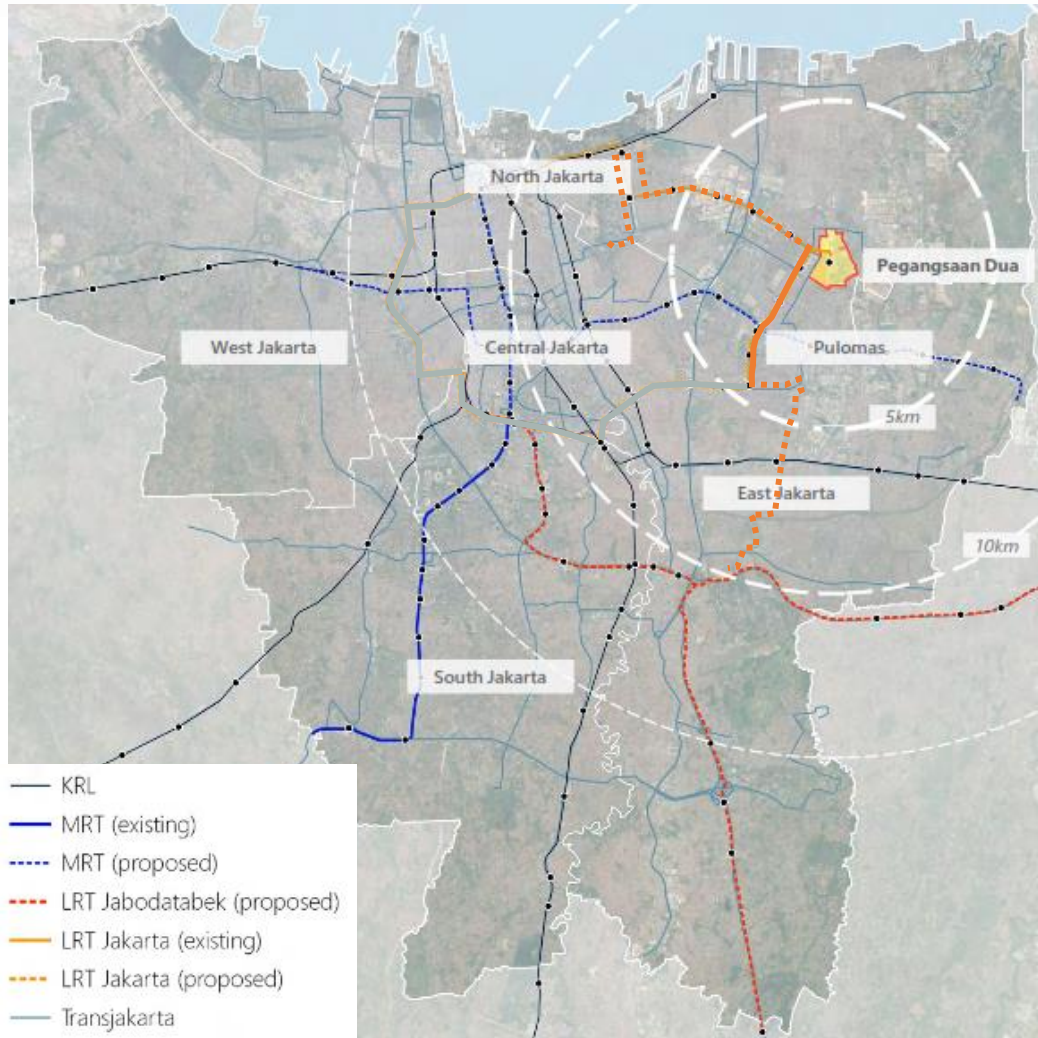 North Jakarta
Pegangsaan Dua
West Jakarta
Central Jakarta
Pulomas
5km
East Jakarta
10km
South Jakarta
KRL
MRT (existing)
MRT (proposed)
LRT Jabodatabek (proposed)
LRT Jakarta (existing)
LRT Jakarta (proposed)
Transjakarta